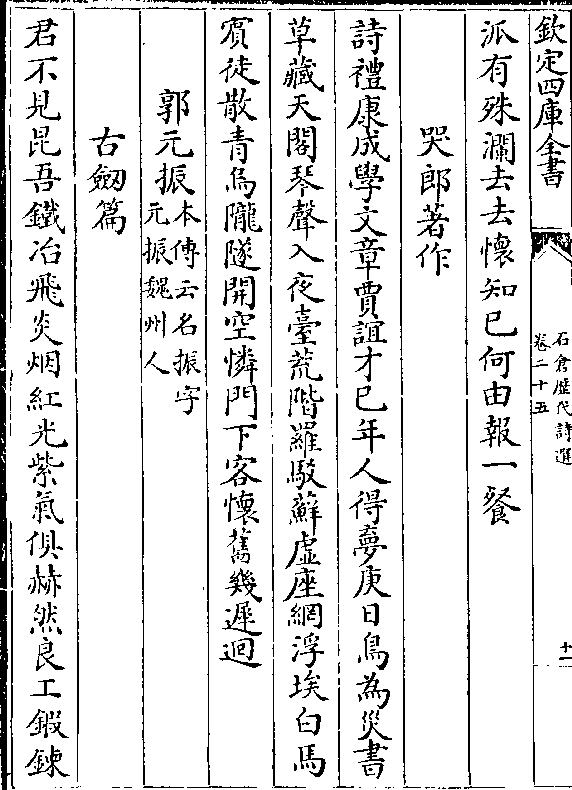 欽定四庫全書
石倉歷代詩選
卷二十五
十一
派有殊瀾去去懷知已何由報一餐
哭郎著作
詩禮康成學文章賈誼才已年人得夢庚日鳥為災書
草藏天閣琴聲入夜臺荒階羅駁蘚虚座網浮埃白馬
賔徒散青烏隴隧開空憐門下客懷舊幾遲迴
郭元振本傳云名振字
元振魏州人
古劒篇
君不見昆吾鐵冶飛炎烟紅光紫氣俱赫然良工鍜鍊